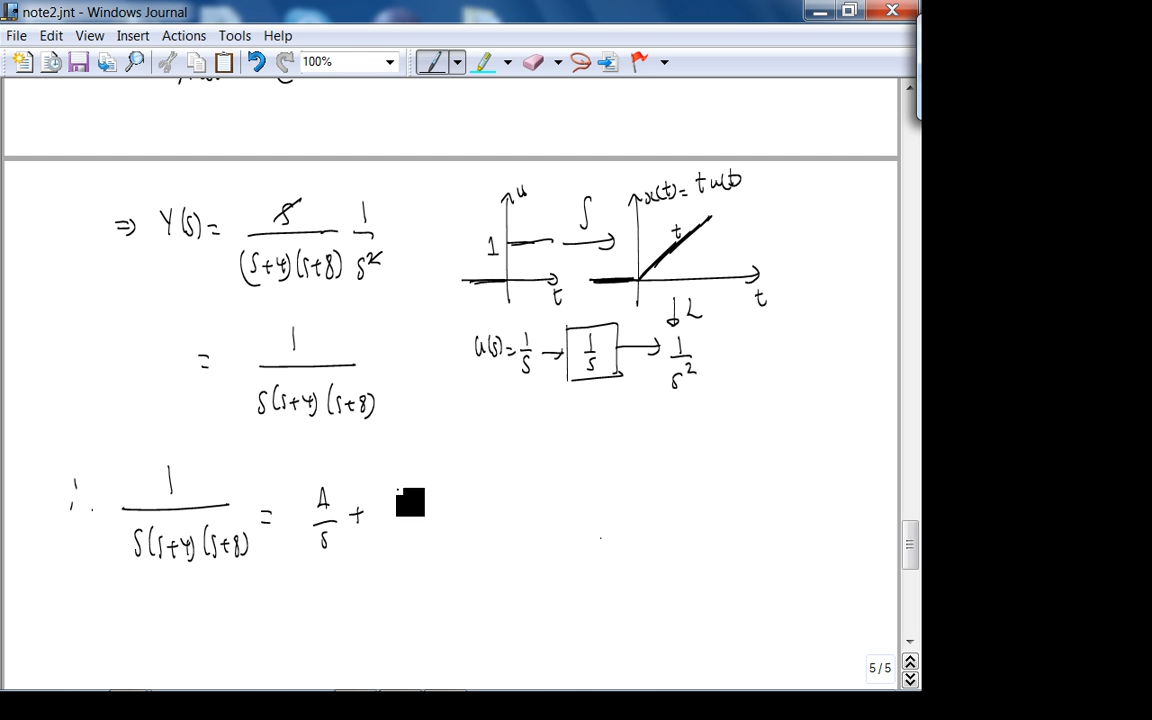 note2.jnt - Windows Journal
File Edit View Insert Actions Tools Help
100%
⇒ Y(s) = s / (s+4)(s+8) 1 / s²
u
1
t
∫
x(t) = t u(t)
t
t
↓ L
U(s) = 1/s → 1/s → 1/s²
= 1 / s(s+4)(s+8)
∴ 1 / s(s+4)(s+8) = A/s +
5 / 5